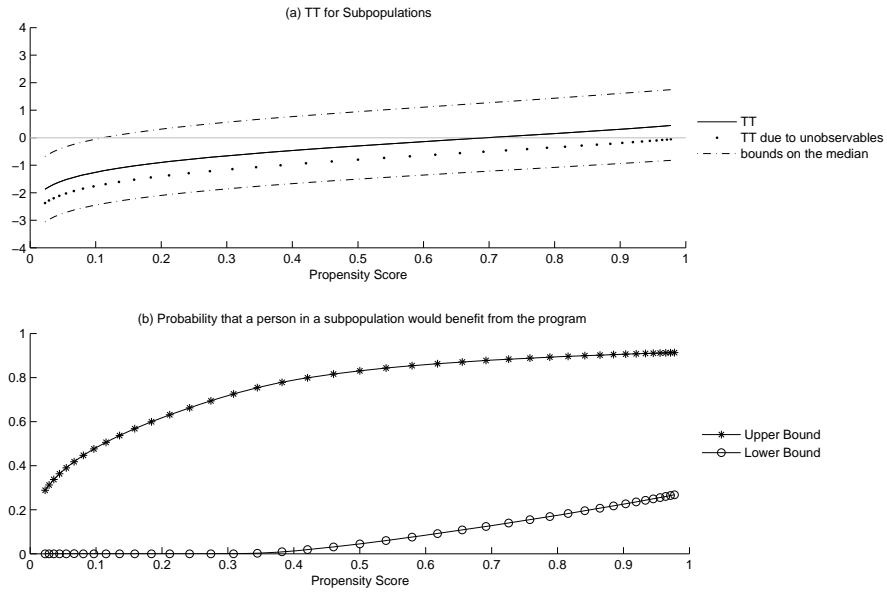 (a) TT for Subpopulations
4
3
2
1
0
−1
−2
−3
−4
0 0.1 0.2 0.3 0.4 0.5 0.6 0.7 0.8 0.9 1
Propensity Score
TT
TT due to unobservables
bounds on the median
(b) Probability that a person in a subpopulation would benefit from the program
1
0.8
0.6
0.4
0.2
0
0 0.1 0.2 0.3 0.4 0.5 0.6 0.7 0.8 0.9 1
Propensity Score
Upper Bound
Lower Bound